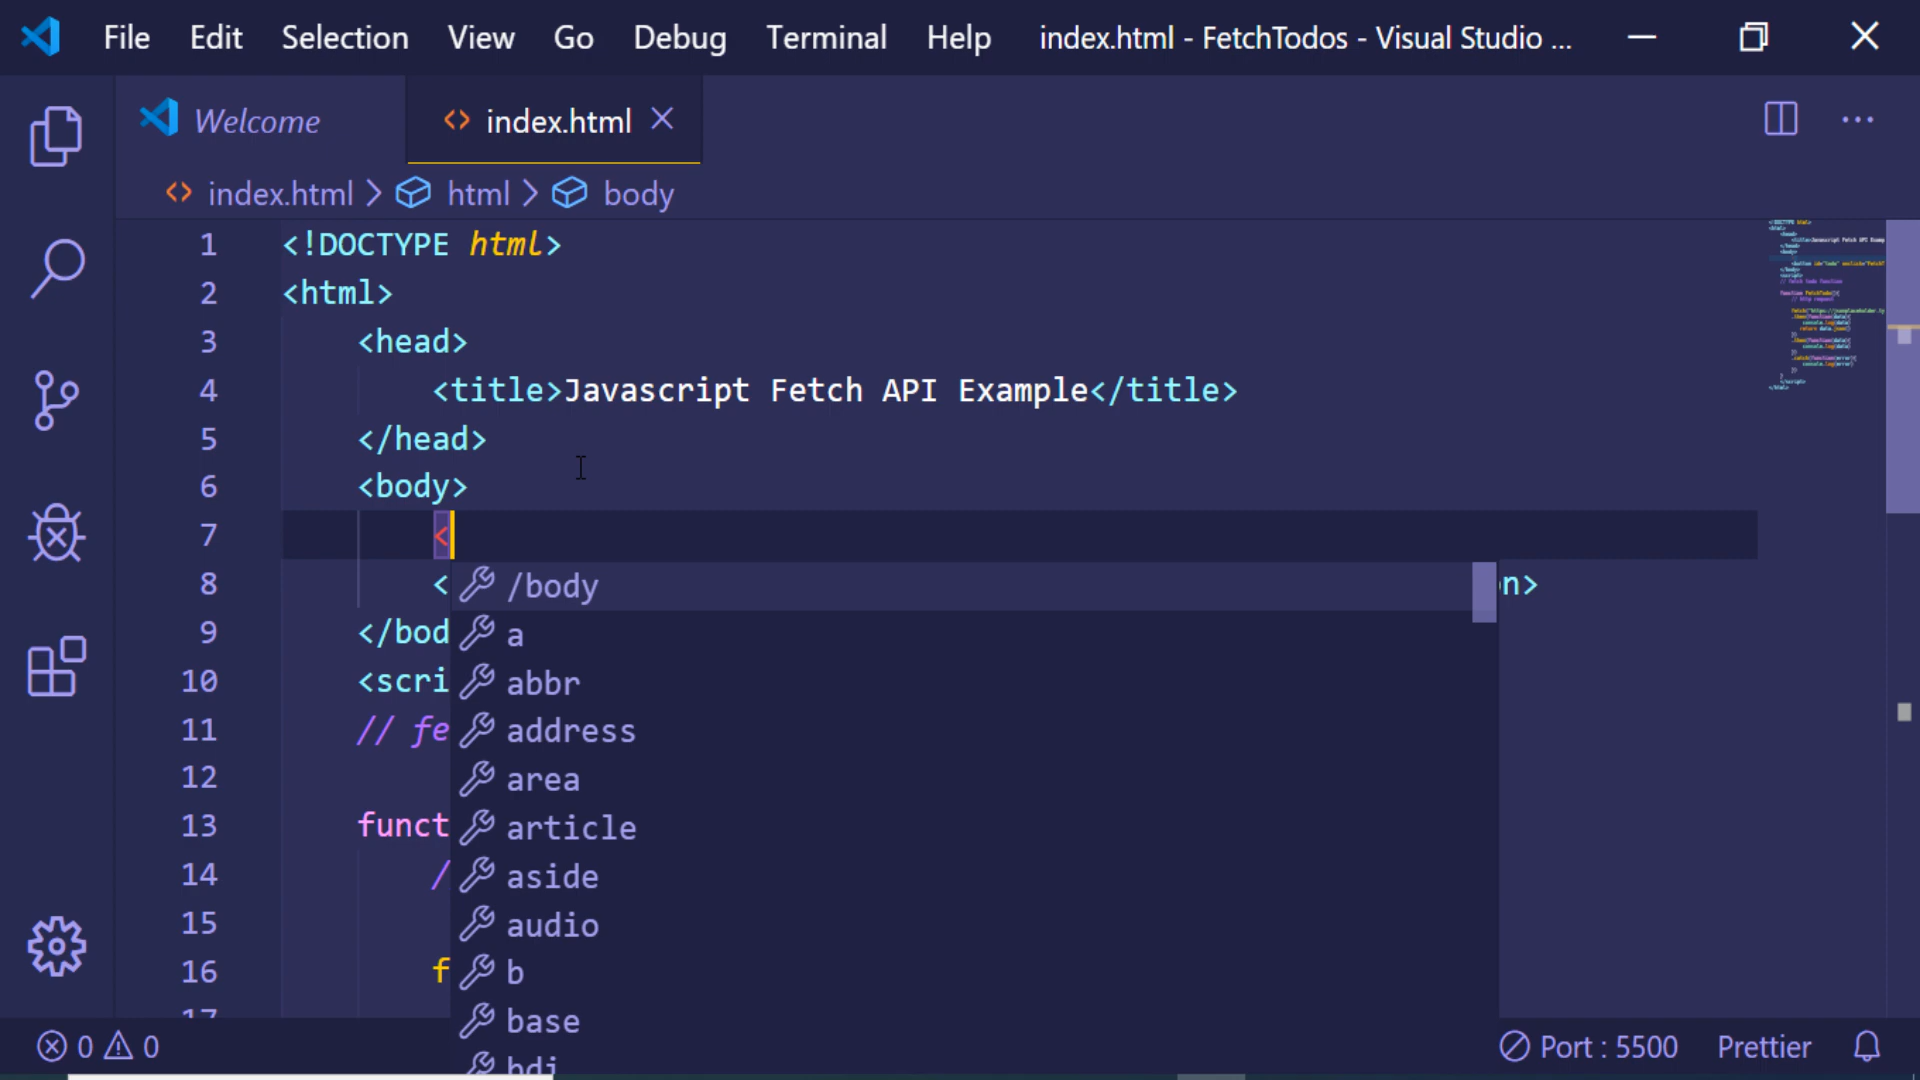 File Edit Selection View Go Debug Terminal Help index.html - FetchTodos - Visual Studio ...
Welcome index.html
index.html > html > body
1 <!DOCTYPE html>
2 <html>
3 <head>
4 <title>Javascript Fetch API Example</title>
5 </head>
6 <body>
7 <
8 < n>
/body
9 </bod
a
10 <scri
abbr
11 // fe
address
12
area
13 funct
article
14 /
aside
15
audio
16 f
b
17
base
bdi
0 0 Port : 5500 Prettier